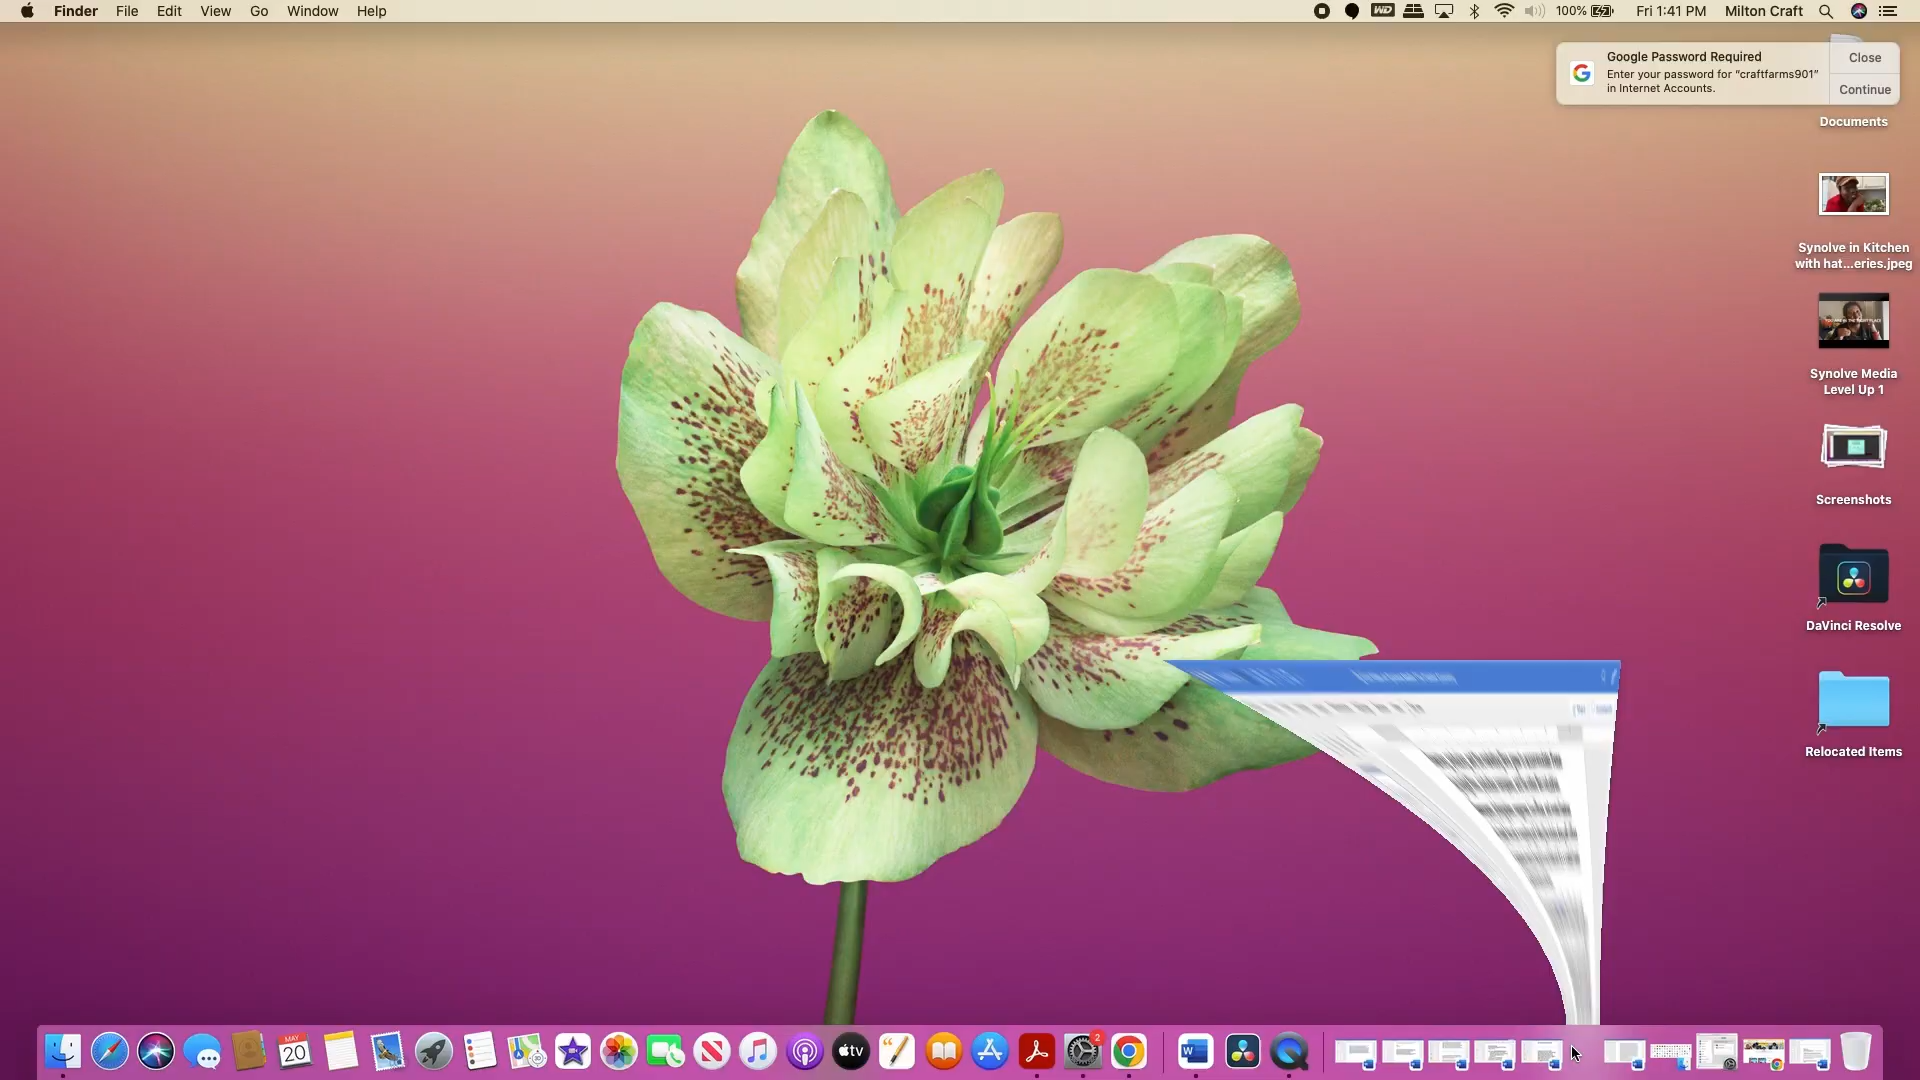 Finder File Edit View Go Window Help
WD 100% Fri 1:41 PM Milton Craft
Google Password Required
Enter your password for “craftfarms901”
in Internet Accounts.
Close
Continue
Documents
Synolve in Kitchen
with hat...eries.jpeg
Synolve Media
Level Up 1
Screenshots
DaVinci Resolve
Relocated Items
MAY
20
tv
2
W